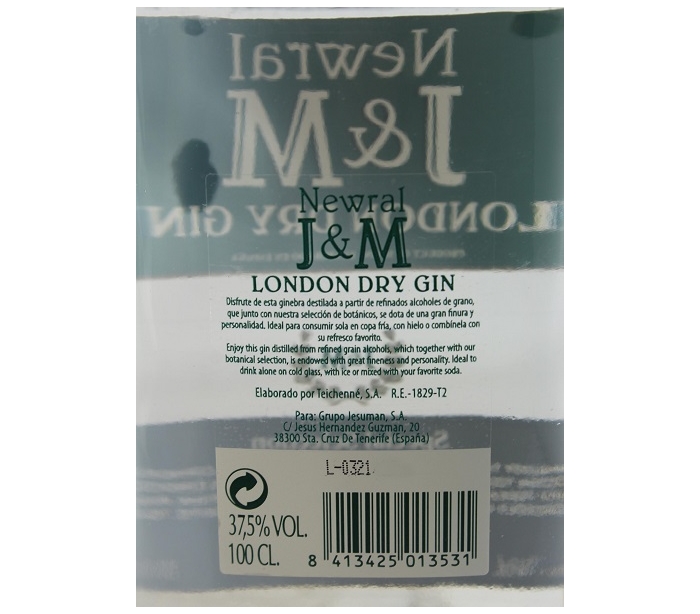 Newral
J&M
LONDON DRY GIN
Newral
J&M
LONDON DRY GIN
Disfrute de esta ginebra destilada a partir de refinados alcoholes de grano,
que junto con nuestra selección de botánicos, se dota de una gran finura y
personalidad. Ideal para consumir sola en copa fría, con hielo o combínela con
su refresco favorito.
Enjoy this gin distilled from refined grain alcohols, which together with our
botanical selection, is endowed with great fineness and personality. Ideal to
drink alone on cold glass, with ice or mixed with your favorite soda.
Elaborado por Teichenné, S.A. R.E.-1829-T2
Para: Grupo Jesuman, S.A.
C/ Jesus Hernandez Guzman, 20
38300 Sta. Cruz De Tenerife (España)
L-0321
37,5% VOL.
100 CL.
8 413425 013531